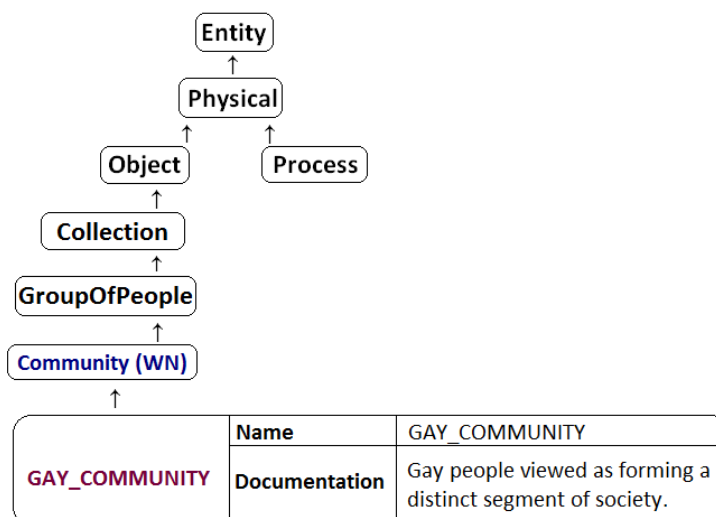 Entity
Physical
Object
Process
Collection
GroupOfPeople
Community (WN)
GAY_COMMUNITY
Name
GAY_COMMUNITY
Documentation
Gay people viewed as forming a
distinct segment of society.